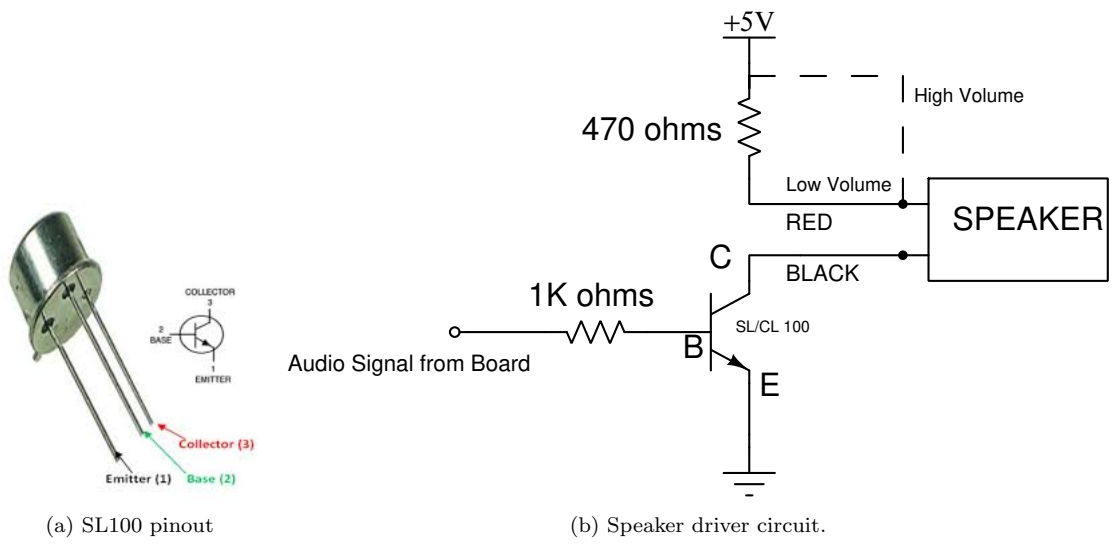 COLLECTOR
3
2
BASE
1
EMITTER
Collector (3)
Emitter (1)
Base (2)
(a) SL100 pinout
+5V
High Volume
470 ohms
Low Volume
RED
SPEAKER
C
BLACK
1K ohms
SL/CL 100
B
Audio Signal from Board
E
(b) Speaker driver circuit.